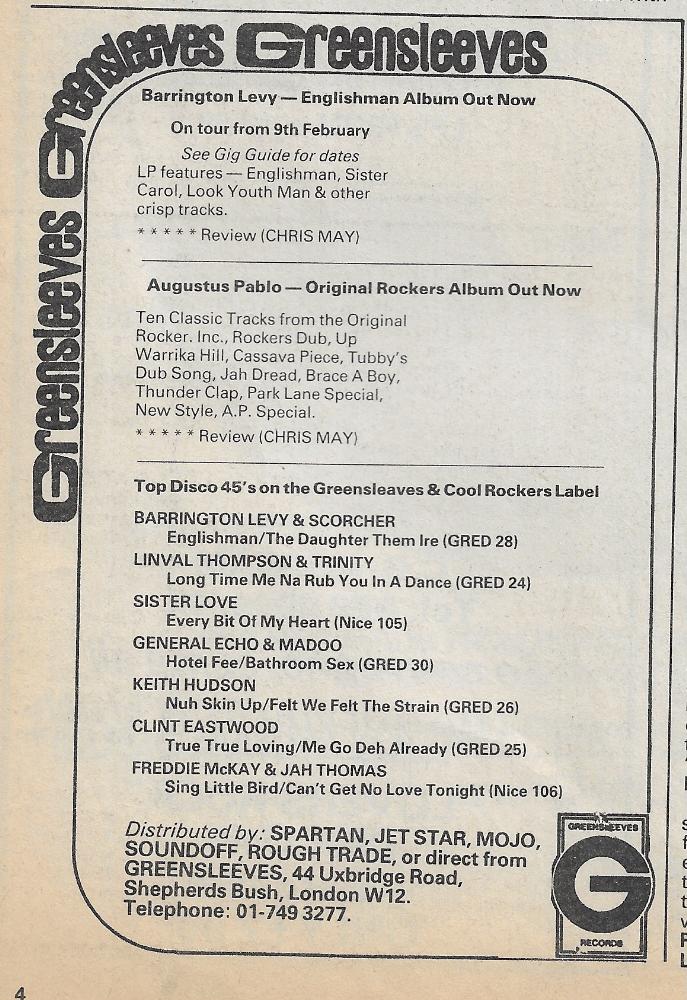 Greensleeves Greensleeves Greensleeves Greensleeves
Barrington Levy — Englishman Album Out Now
On tour from 9th February
See Gig Guide for dates
LP features — Englishman, Sister
Carol, Look Youth Man & other
crisp tracks.
* * * * * Review (CHRIS MAY)
Augustus Pablo — Original Rockers Album Out Now
Ten Classic Tracks from the Original
Rocker. Inc., Rockers Dub, Up
Warrika Hill, Cassava Piece, Tubby's
Dub Song, Jah Dread, Brace A Boy,
Thunder Clap, Park Lane Special,
New Style, A.P. Special.
* * * * * Review (CHRIS MAY)
Top Disco 45's on the Greensleaves & Cool Rockers Label
BARRINGTON LEVY & SCORCHER
Englishman/The Daughter Them Ire (GRED 28)
LINVAL THOMPSON & TRINITY
Long Time Me Na Rub You In A Dance (GRED 24)
SISTER LOVE
Every Bit Of My Heart (Nice 105)
GENERAL ECHO & MADOO
Hotel Fee/Bathroom Sex (GRED 30)
KEITH HUDSON
Nuh Skin Up/Felt We Felt The Strain (GRED 26)
CLINT EASTWOOD
True True Loving/Me Go Deh Already (GRED 25)
FREDDIE McKAY & JAH THOMAS
Sing Little Bird/Can't Get No Love Tonight (Nice 106)
Distributed by: SPARTAN, JET STAR, MOJO,
SOUNDOFF, ROUGH TRADE, or direct from
GREENSLEEVES, 44 Uxbridge Road,
Shepherds Bush, London W12.
Telephone: 01-749 3277.
GREENSLEEVES
G
RECORDS
4